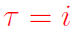 τ = i